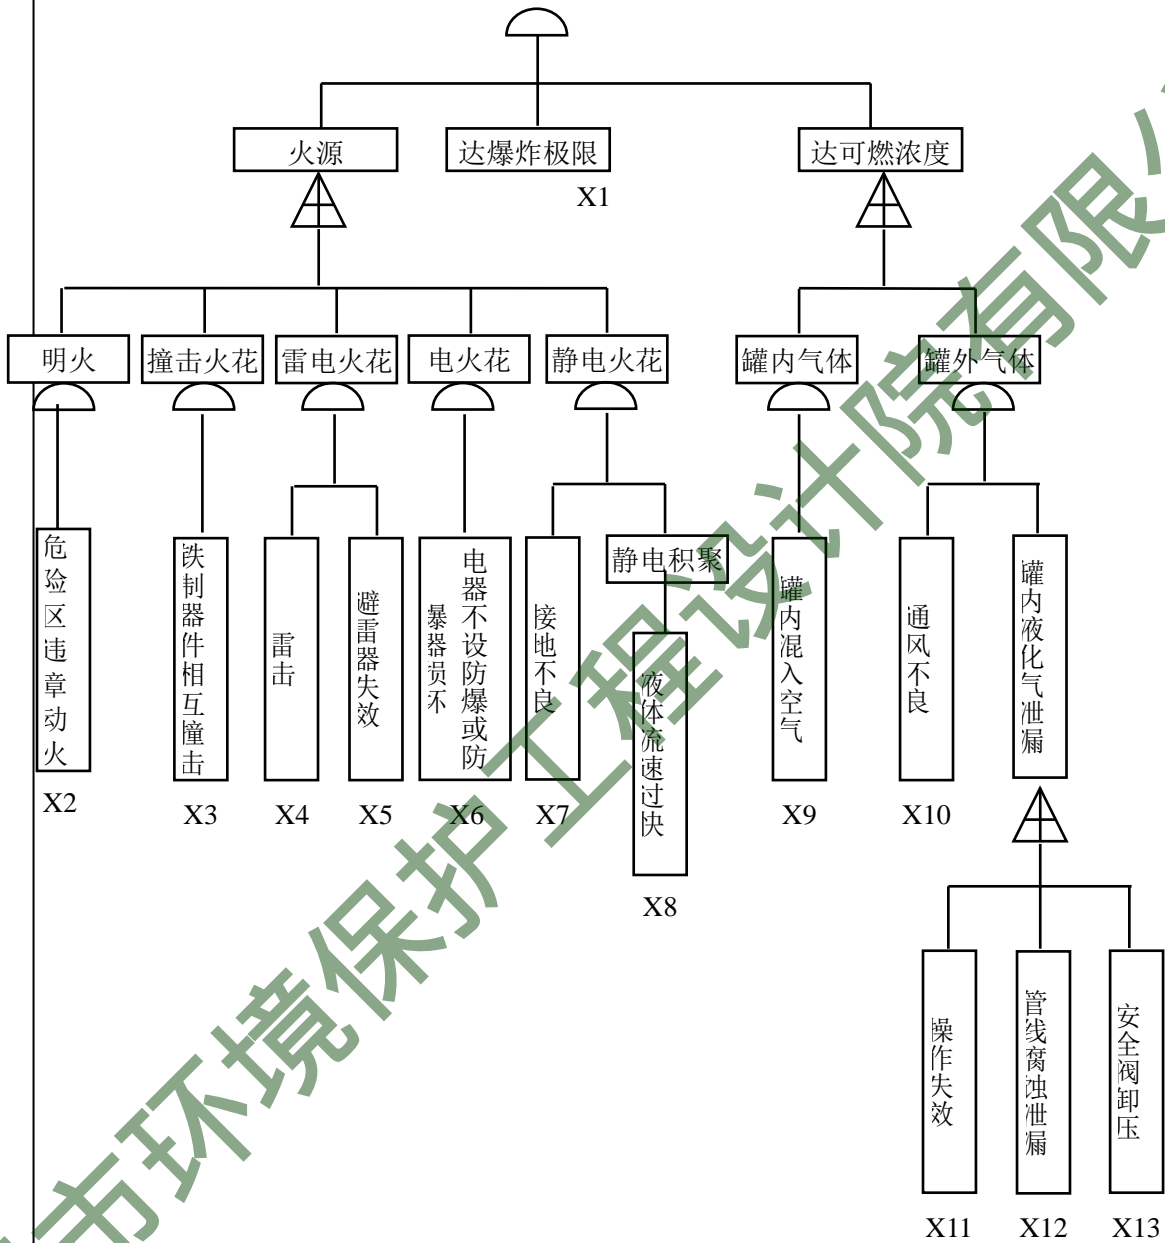 火源
达爆炸极限
达可燃浓度
X1
明火
撞击火花
雷电火花
电火花
静电火花
罐内气体
罐外气体
危险区违章动火
铁制器件相互撞击
雷击
避雷器失效
电器不设防爆或防
暴器损不
接地不良
静电积聚
液体流速过快
罐内混入空气
通风不良
罐内液化气泄漏
X2
X3
X4
X5
X6
X7
X8
X9
X10
操作失效
管线腐蚀泄漏
安全阀卸压
X11
X12
X13
市环境保护工程设计院有限公